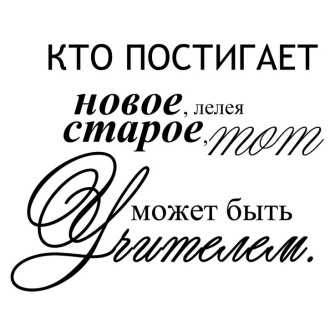 КТО ПОСТИГАЕТ
новое, лелея
старое, тот
может быть
Учителем.